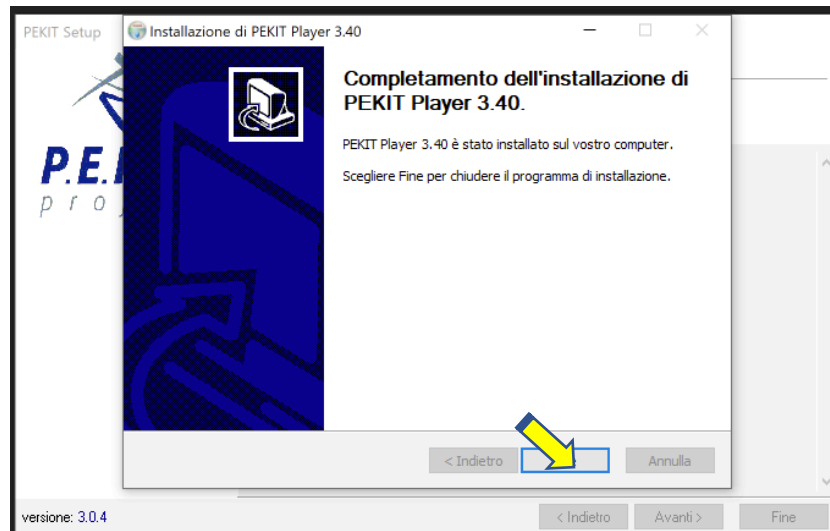 PEKIT Setup
Installazione di PEKIT Player 3.40
Completamento dell'installazione di
PEKIT Player 3.40.
PEKIT Player 3.40 è stato installato sul vostro computer.
Scegliere Fine per chiudere il programma di installazione.
P.E.
p r o
< Indietro
Annulla
versione: 3.0.4
< Indietro
Avanti >
Fine